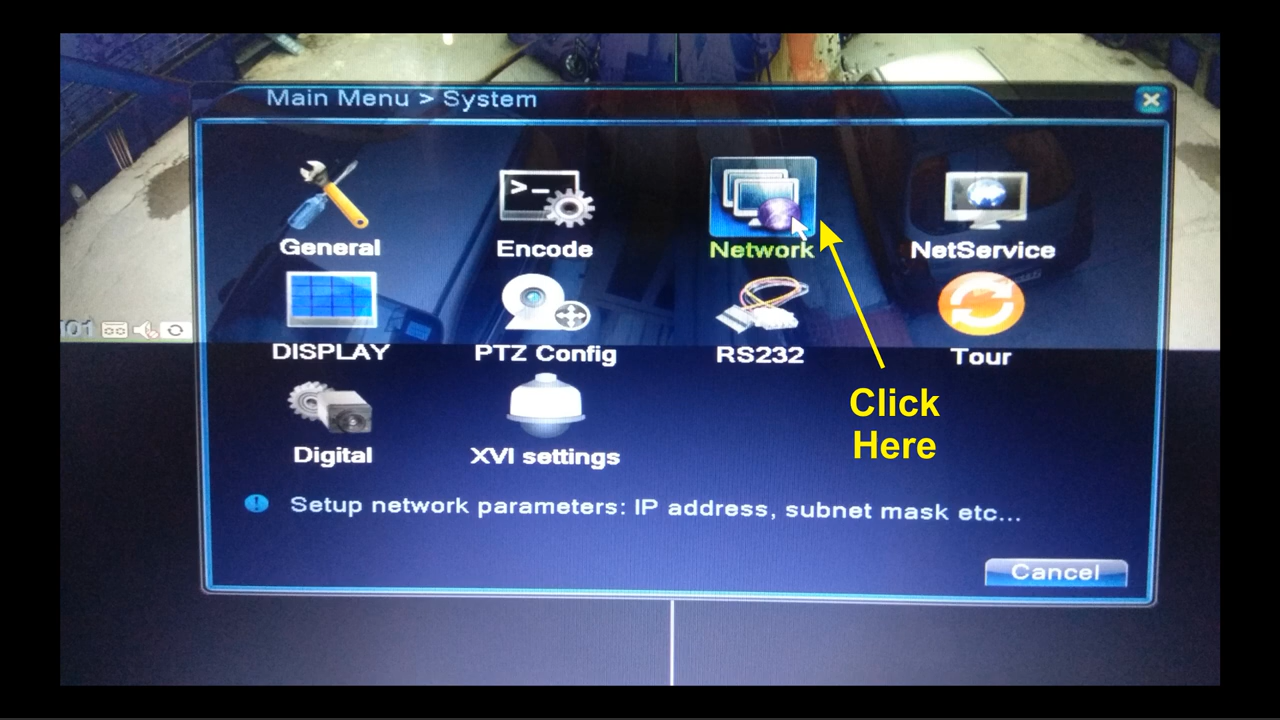 Main Menu > System
General
Encode
Network
NetService
DISPLAY
PTZ Config
RS232
Tour
Digital
XVI settings
Click
Here
Setup network parameters: IP address, subnet mask etc...
Cancel